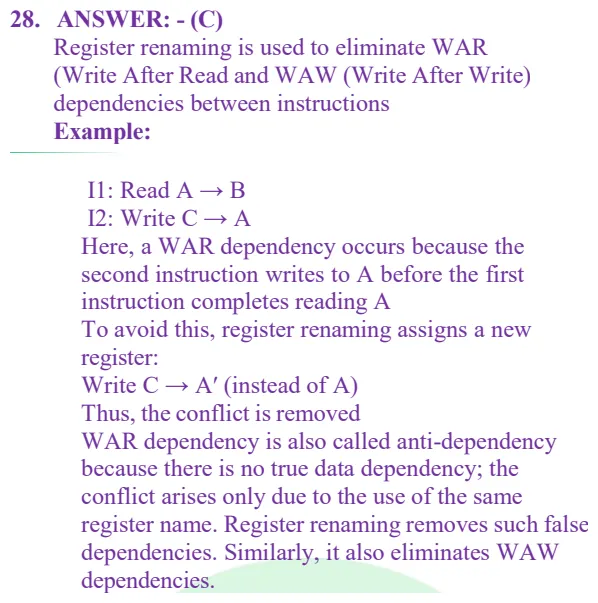 28. ANSWER: - (C)
Register renaming is used to eliminate WAR
(Write After Read and WAW (Write After Write)
dependencies between instructions
Example:
I1: Read A → B
I2: Write C → A
Here, a WAR dependency occurs because the
second instruction writes to A before the first
instruction completes reading A
To avoid this, register renaming assigns a new
register:
Write C → A′ (instead of A)
Thus, the conflict is removed
WAR dependency is also called anti-dependency
because there is no true data dependency; the
conflict arises only due to the use of the same
register name. Register renaming removes such false
dependencies. Similarly, it also eliminates WAW
dependencies.